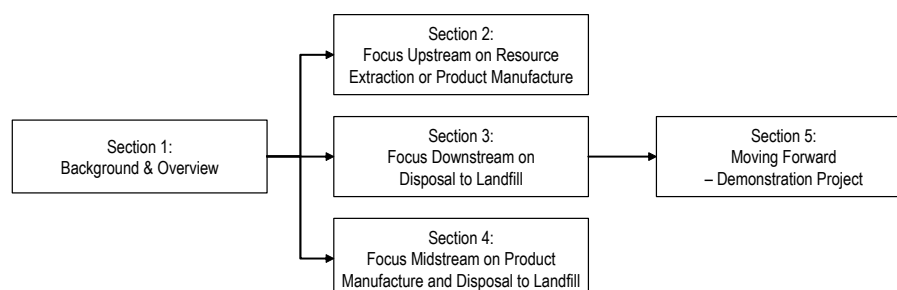 Section 2:
Focus Upstream on Resource
Extraction or Product Manufacture
Section 1:
Background & Overview
Section 3:
Focus Downstream on
Disposal to Landfill
Section 5:
Moving Forward
– Demonstration Project
Section 4:
Focus Midstream on Product
Manufacture and Disposal to Landfill